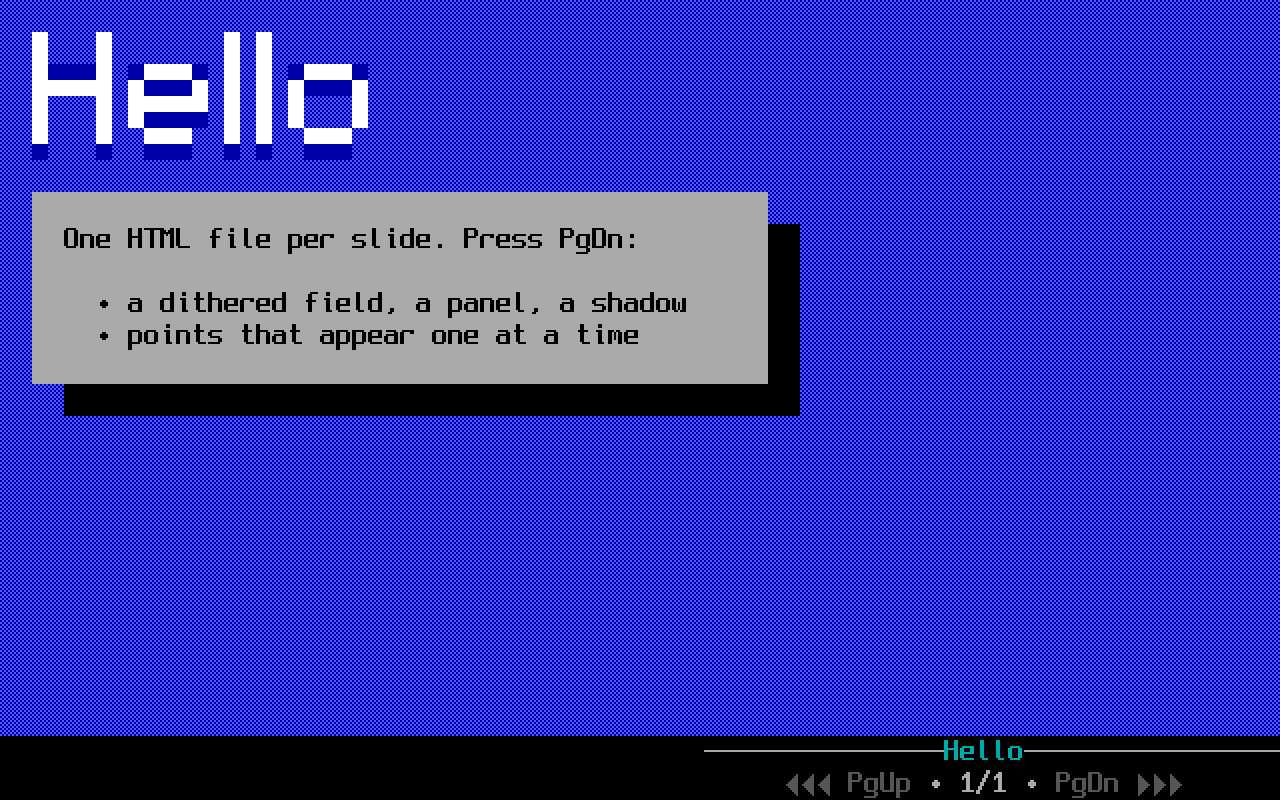 Hello
One HTML file per slide. Press PgDn:
• a dithered field, a panel, a shadow
• points that appear one at a time
Hello
◀◀◀ PgUp • 1/1 • PgDn ▶▶▶